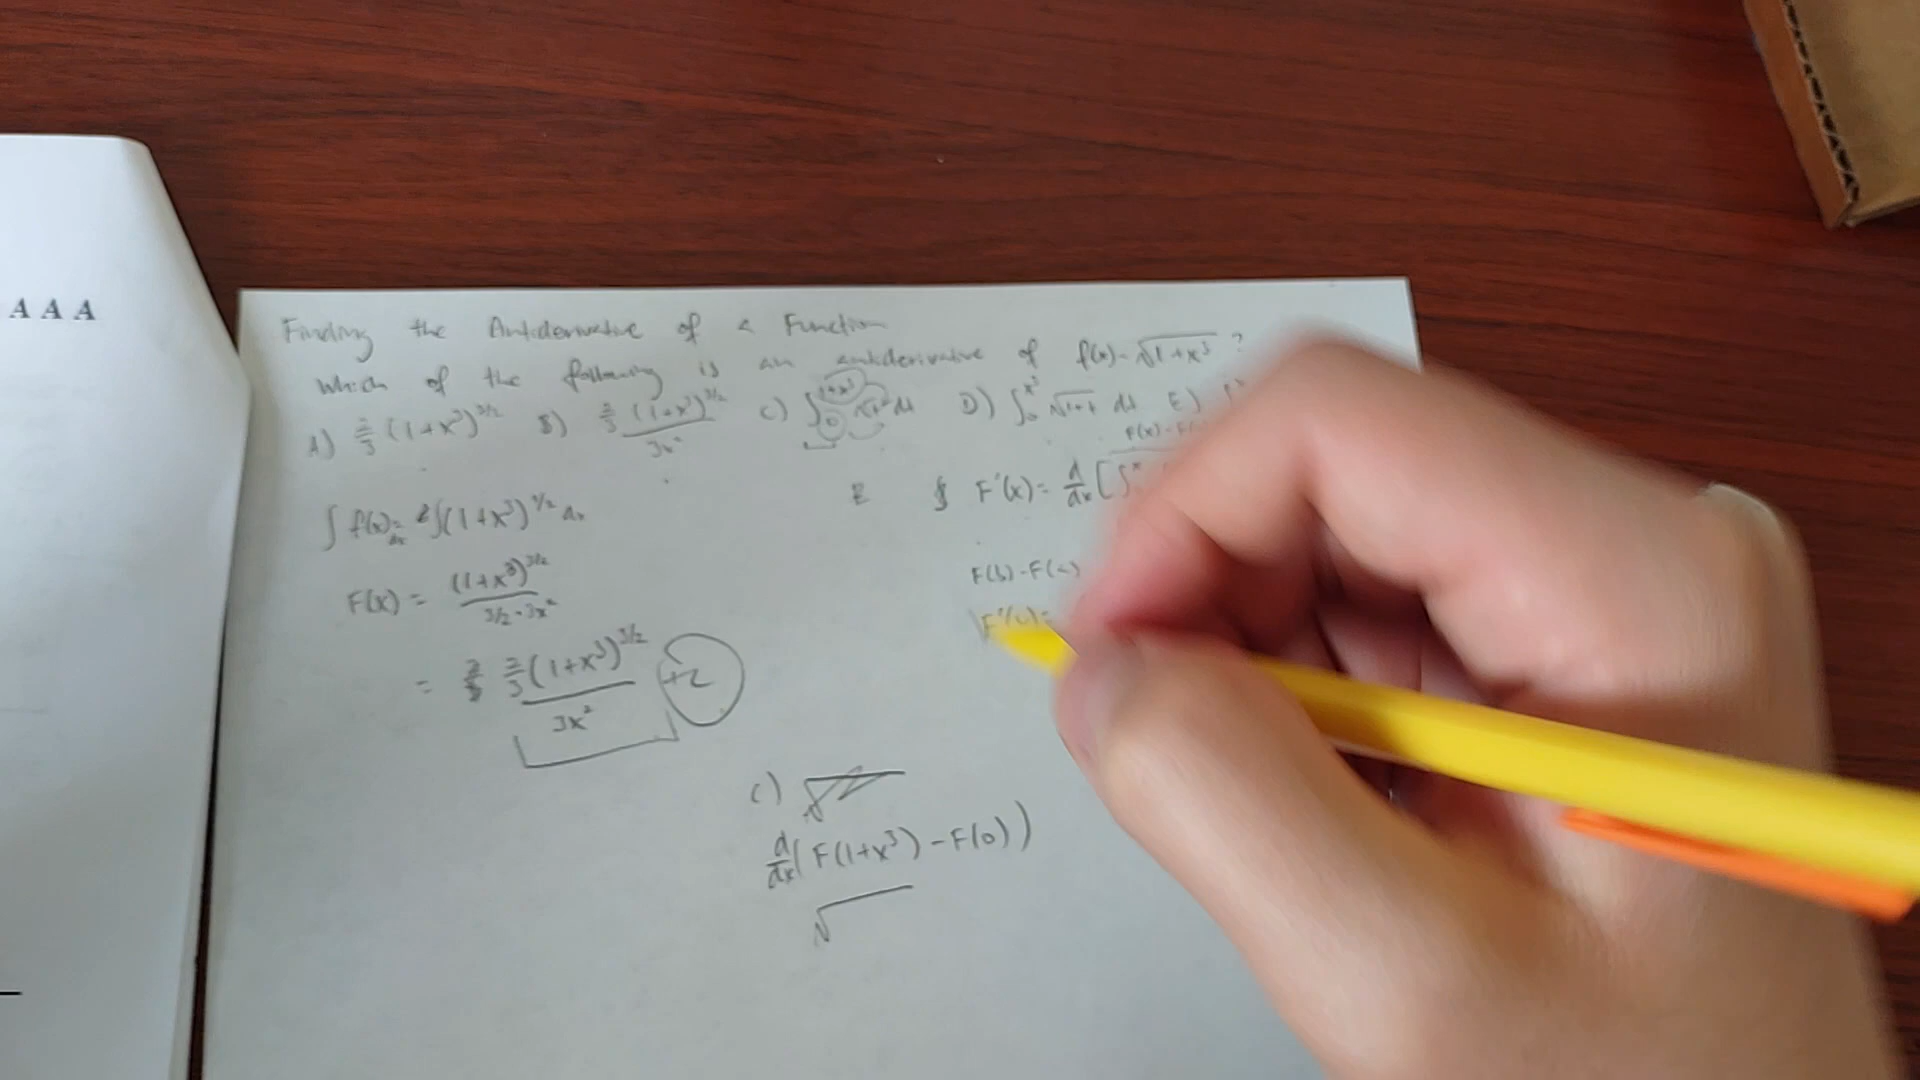 A A A
Finding the Antiderivative of a Function
Which of the following is an antiderivative of f(x)=√(1+x³)?
A) 2/3 (1+x³)^(3/2) B) 2/3 (1+x³)^(3/2) / 3x² C) ∫₀^(1+x³) √t² dt D) ∫₀^(x³) √(1+t) dt E)
F(x)-F(
F'(x)= d/dx [∫
∫ f(x) dx = ∫(1+x³)^(1/2) dx
F(b)-F(a)
F(x) = (1+x³)^(3/2) / 3/2·3x²
F'(x)=
= 2/3 (1+x³)^(3/2) / 3x² +C
C)
d/dx( F(1+x³) - F(0) )
√